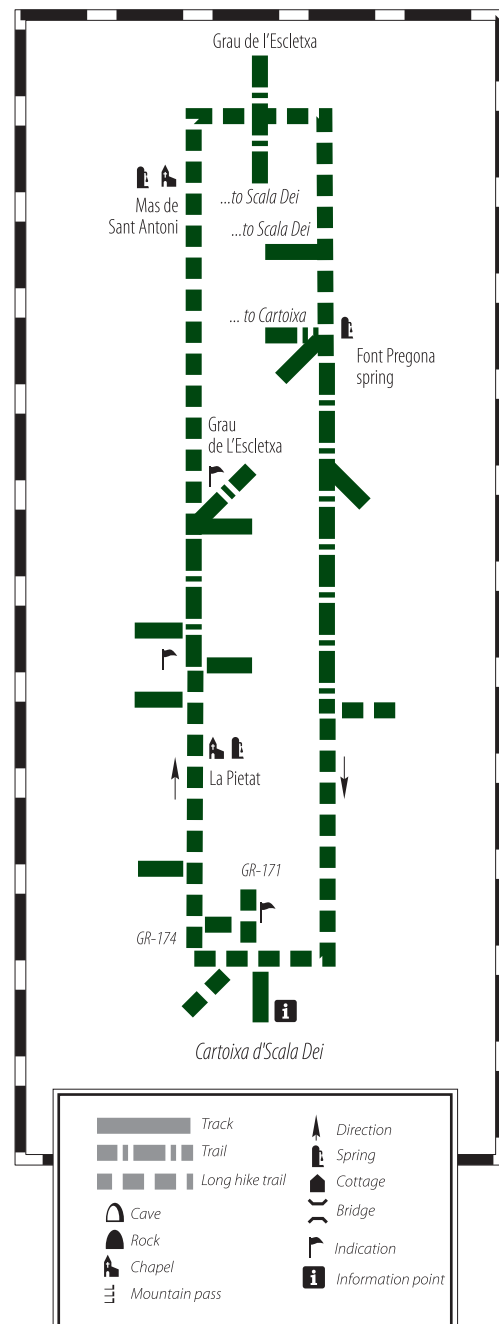 Grau de l'Escletxa
Mas de
Sant Antoni
...to Scala Dei
...to Scala Dei
... to Cartoixa
Font Pregona
spring
Grau
de L'Escletxa
La Pietat
GR-171
GR-174
i
Cartoixa d'Scala Dei
Track
Trail
Long hike trail
Cave
Rock
Chapel
Mountain pass
Direction
Spring
Cottage
Bridge
Indication
i Information point